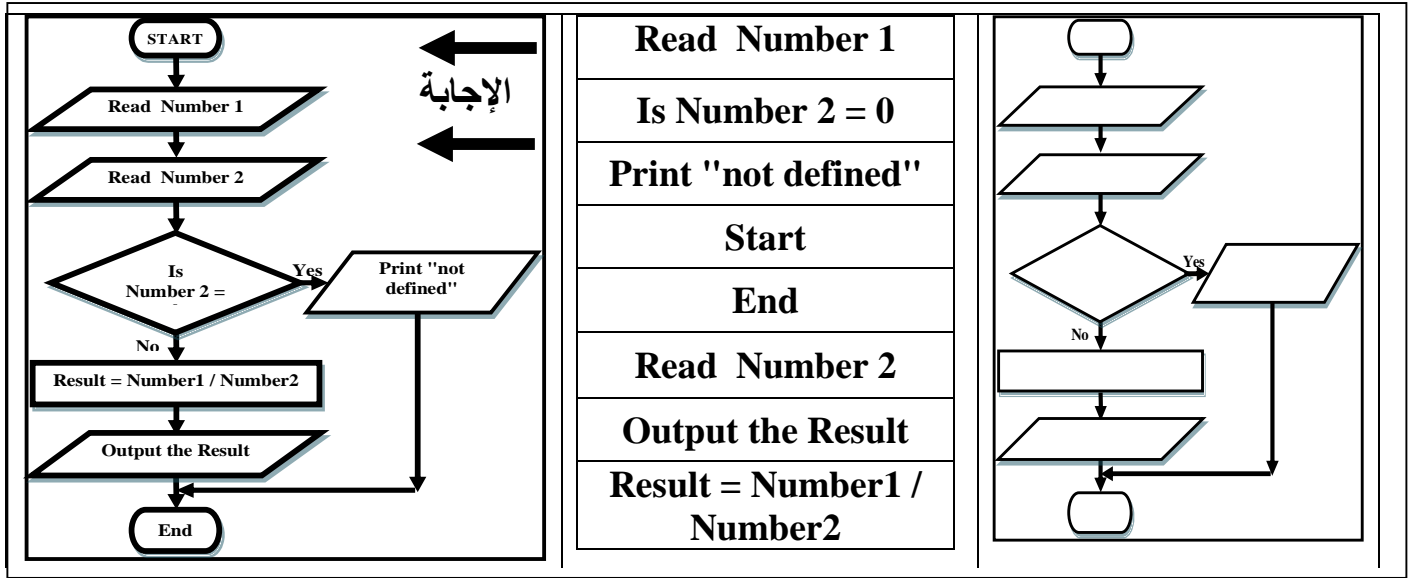 START
الإجابة
Read Number 1
Read Number 2
Is
Number 2 =
Yes
Print "not
defined"
No
Result = Number1 / Number2
Output the Result
End
Read Number 1
Is Number 2 = 0
Print "not defined"
Start
End
Read Number 2
Output the Result
Result = Number1 /
Number2
Yes
No